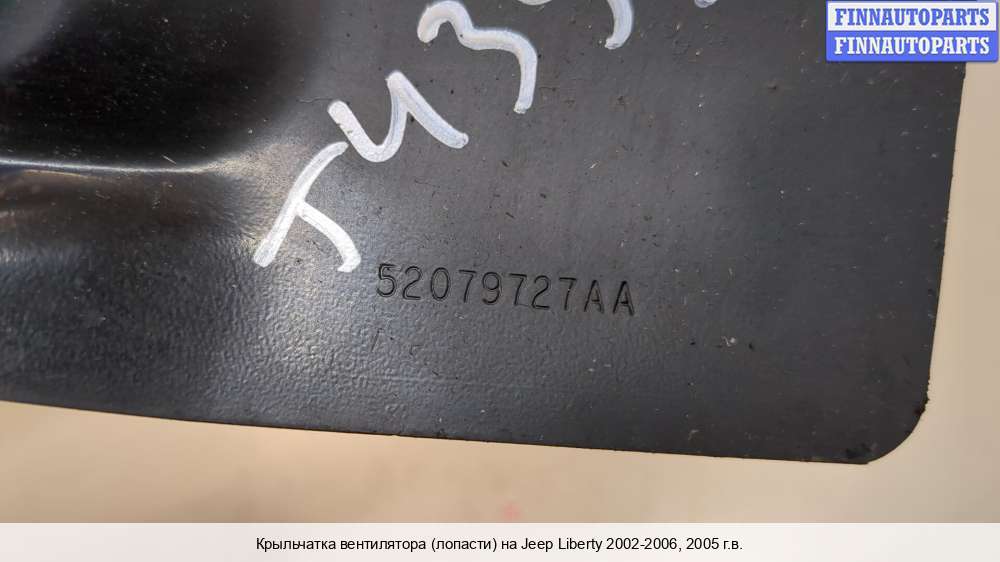 FINNAUTOPARTS
FINNAUTOPARTS
52079727AA
Крыльчатка вентилятора (лопасти) на Jeep Liberty 2002-2006, 2005 г.в.